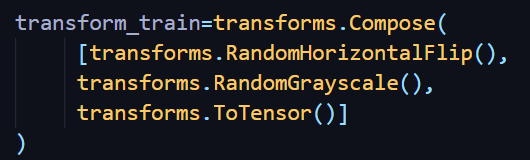 transform_train=transforms.Compose(
    [transforms.RandomHorizontalFlip(),
    transforms.RandomGrayscale(),
    transforms.ToTensor()]
)